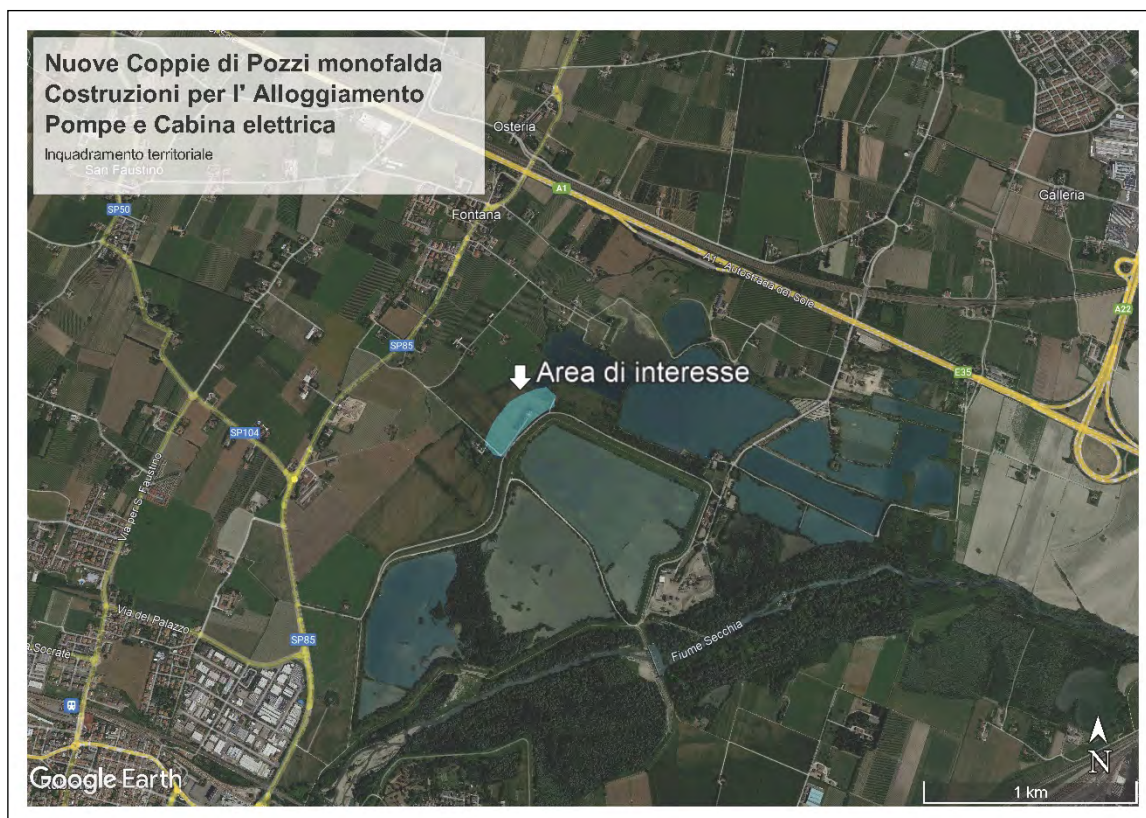 Nuove Coppie di Pozzi monofalda
Costruzioni per l' Alloggiamento
Pompe e Cabina elettrica
Inquadramento territoriale
San Faustino
Osteria
A1
SP50
Fontana
Galleria
A1 - Autostrada del Sole
A22
SP85
Area di interesse
E35
SP104
Via per S. Faustino
Via del Palazzo
SP85
Socrate
Fiume Secchia
N
Google Earth
1 km